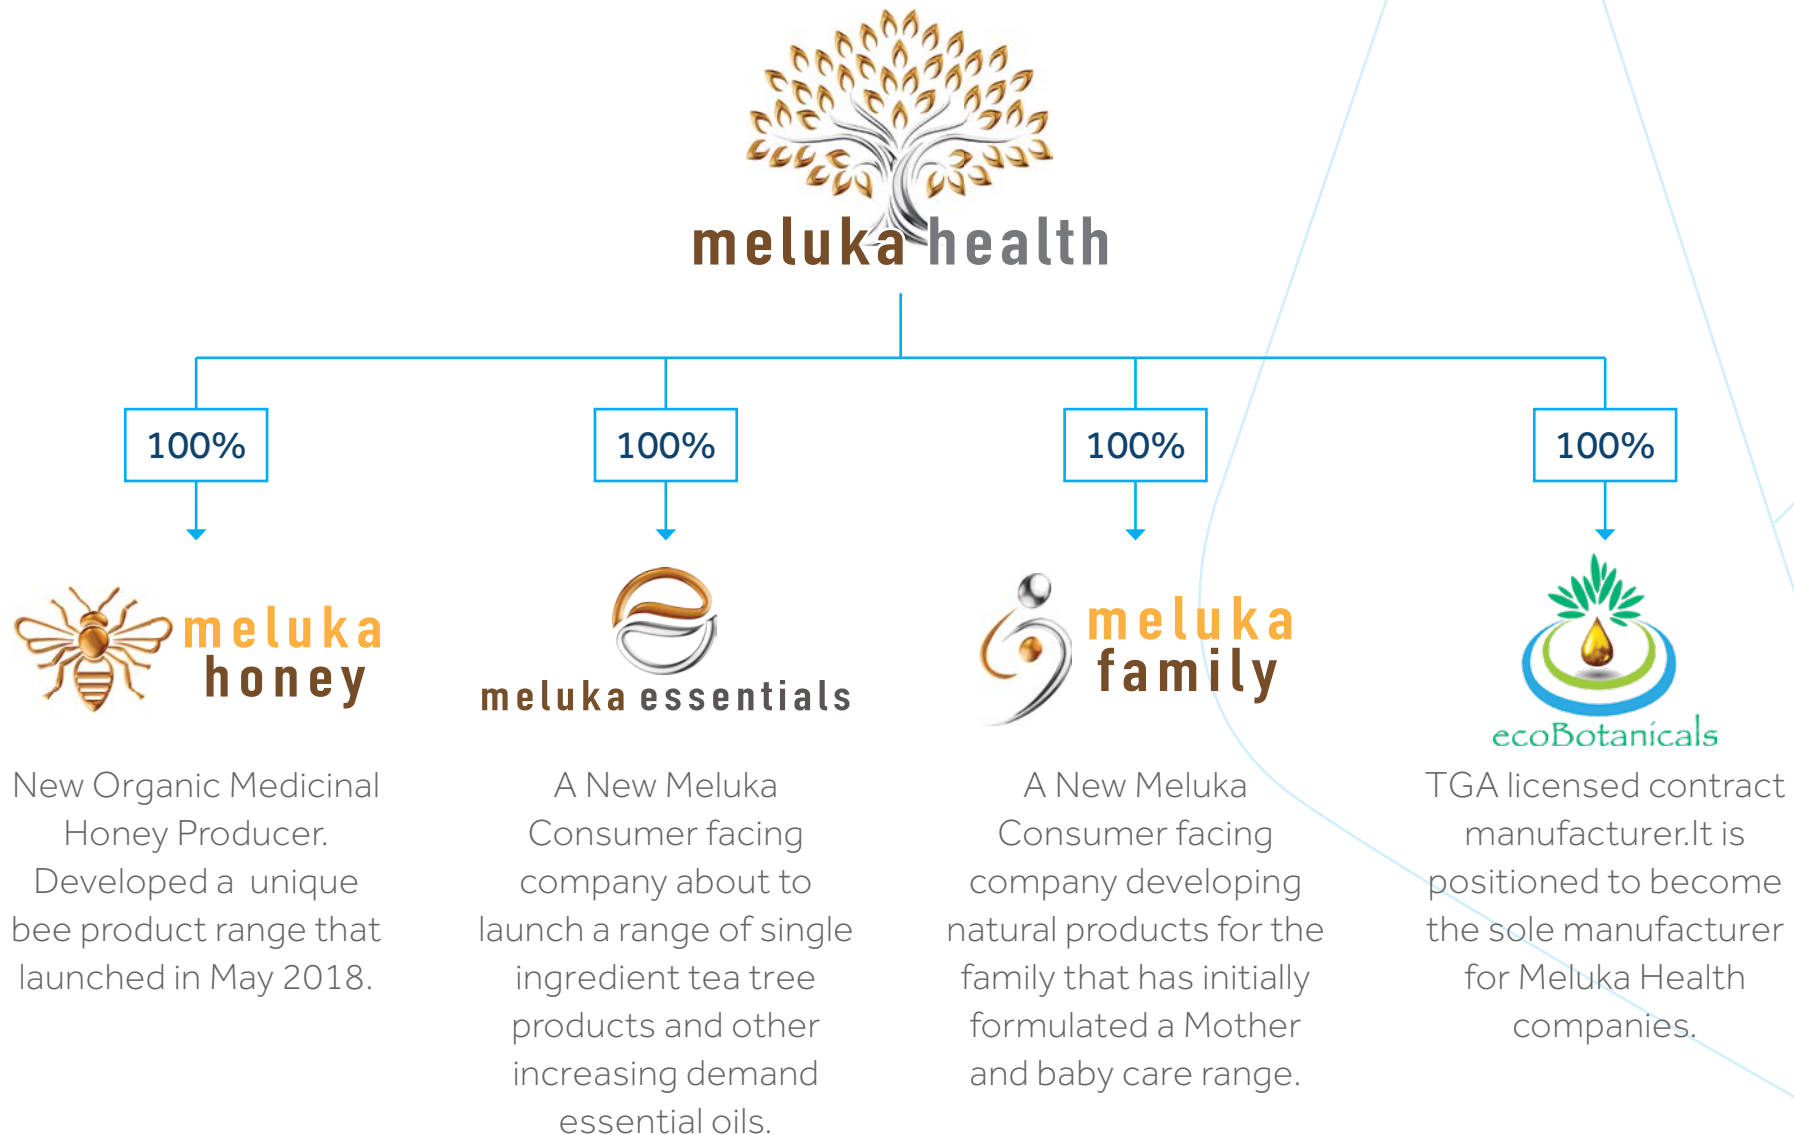 meluka health
100%
100%
100%
100%
meluka
honey
meluka essentials
meluka
family
ecoBotanicals
New Organic Medicinal
Honey Producer.
Developed a unique
bee product range that
launched in May 2018.
A New Meluka
Consumer facing
company about to
launch a range of single
ingredient tea tree
products and other
increasing demand
essential oils.
A New Meluka
Consumer facing
company developing
natural products for the
family that has initially
formulated a Mother
and baby care range.
TGA licensed contract
manufacturer.It is
positioned to become
the sole manufacturer
for Meluka Health
companies.